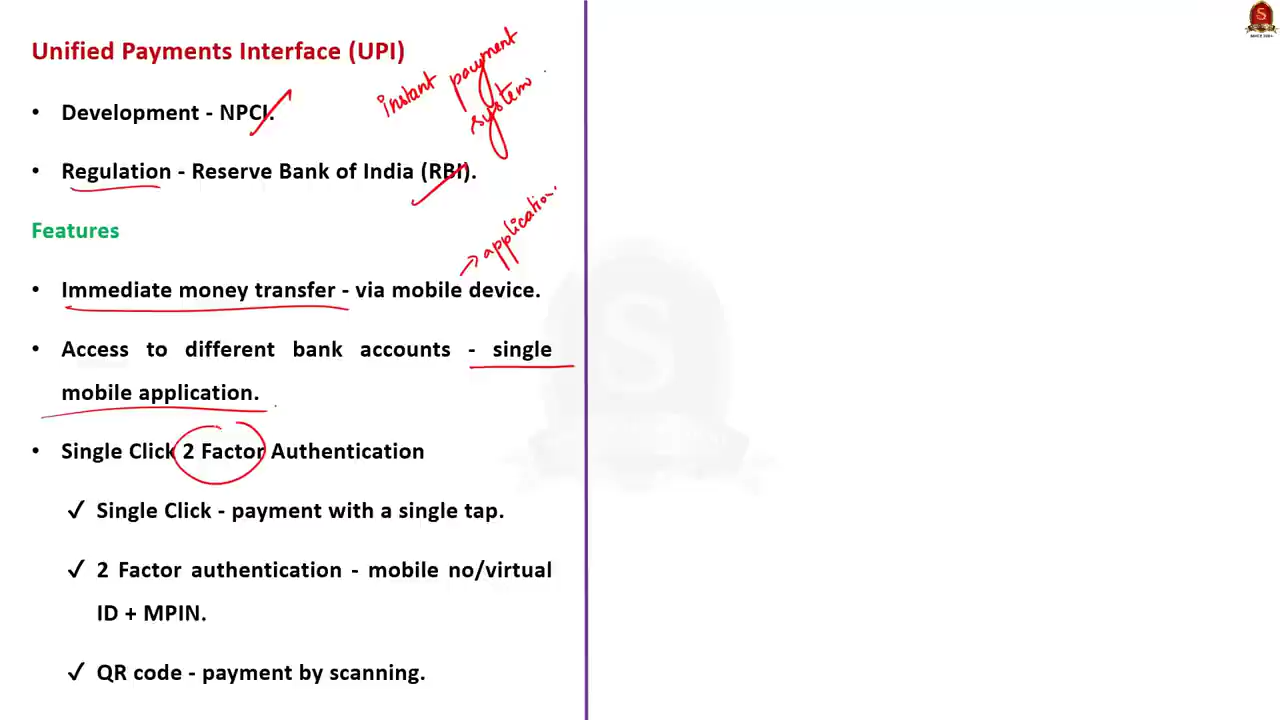 Unified Payments Interface (UPI)
instant payment
system
• Development - NPCI.
• Regulation - Reserve Bank of India (RBI).
Features
→ application.
• Immediate money transfer - via mobile device.
• Access to different bank accounts - single
mobile application.
• Single Click 2 Factor Authentication
✓ Single Click - payment with a single tap.
✓ 2 Factor authentication - mobile no/virtual
ID + MPIN.
✓ QR code - payment by scanning.
S
S